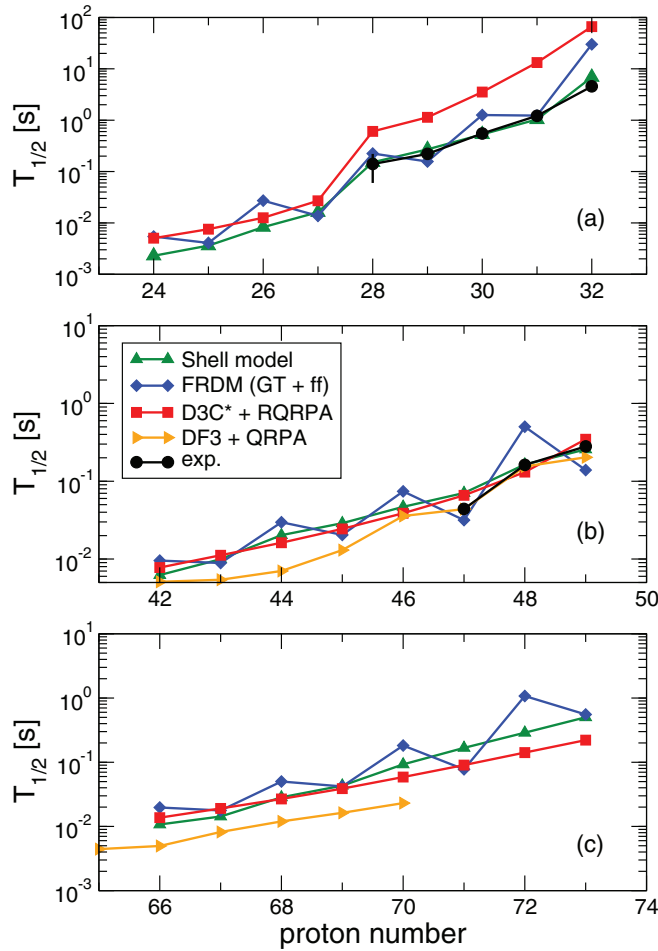 10^2
10^1
10^0
10^-1
10^-2
10^-3
T_1/2 [s]
(a)
24 26 28 30 32
10^1
10^0
10^-1
10^-2
T_1/2 [s]
Shell model
FRDM (GT + ff)
D3C* + RQRPA
DF3 + QRPA
exp.
(b)
42 44 46 48 50
10^1
10^0
10^-1
10^-2
10^-3
T_1/2 [s]
(c)
66 68 70 72 74
proton number